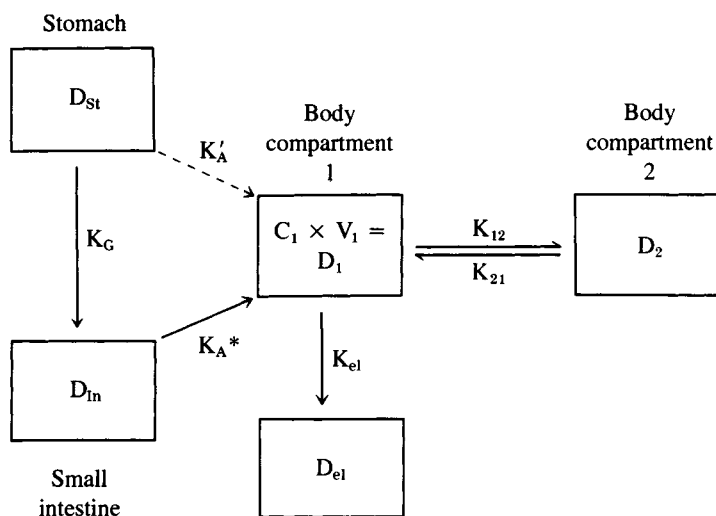 Stomach
D_St
K'_A
K_G
D_In
K_A*
Small
intestine
Body
compartment
1
C_1 × V_1 =
D_1
K_el
D_el
K_12
K_21
Body
compartment
2
D_2